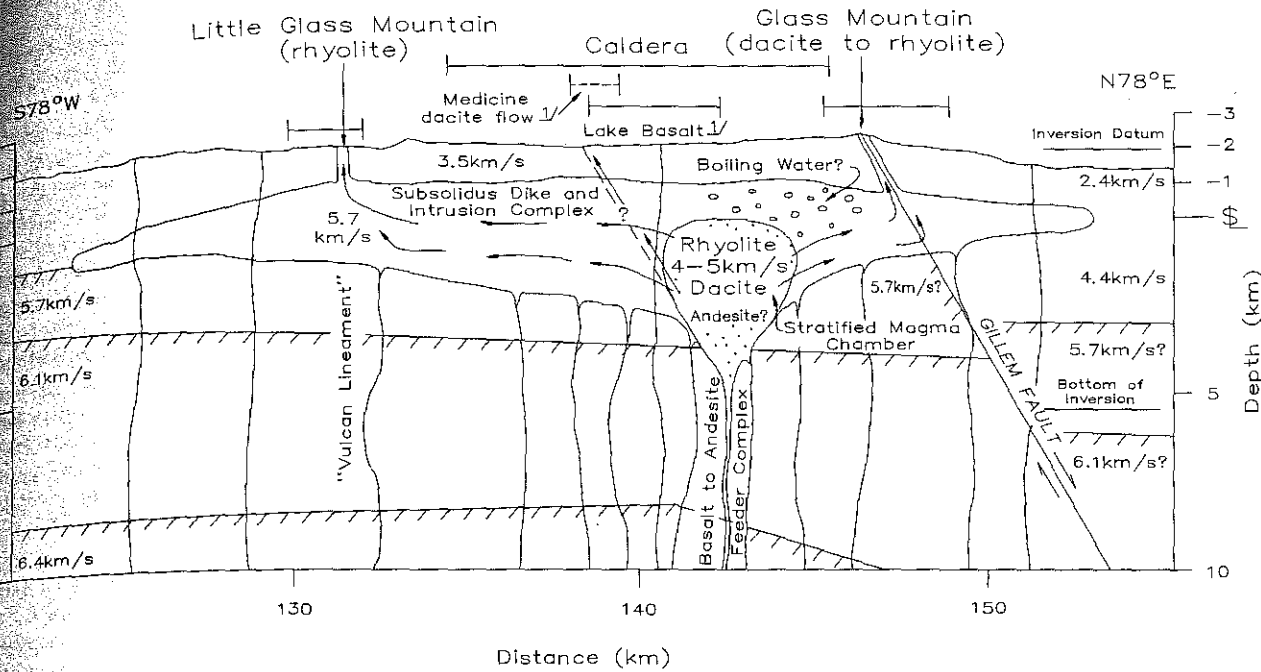 Little Glass Mountain
(rhyolite)
Caldera
Glass Mountain
(dacite to rhyolite)
S78°W
N78°E
Medicine
dacite flow 1/
Lake Basalt 1/
Inversion Datum
-3
-2
-1
5
10
3.5km/s
Boiling Water?
2.4km/s
Subsolidus Dike and
Intrusion Complex
?
5.7
km/s
Rhyolite
4-5km/s
Dacite
Andesite?
5.7km/s?
4.4km/s
Stratified Magma
Chamber
5.7km/s
5.7km/s?
6.1km/s
"Vulcan Lineament"
Basalt to Andesite
Feeder Complex
GILLEM FAULT
Bottom of
Inversion
6.1km/s?
6.4km/s
Depth (km)
130
140
150
Distance (km)